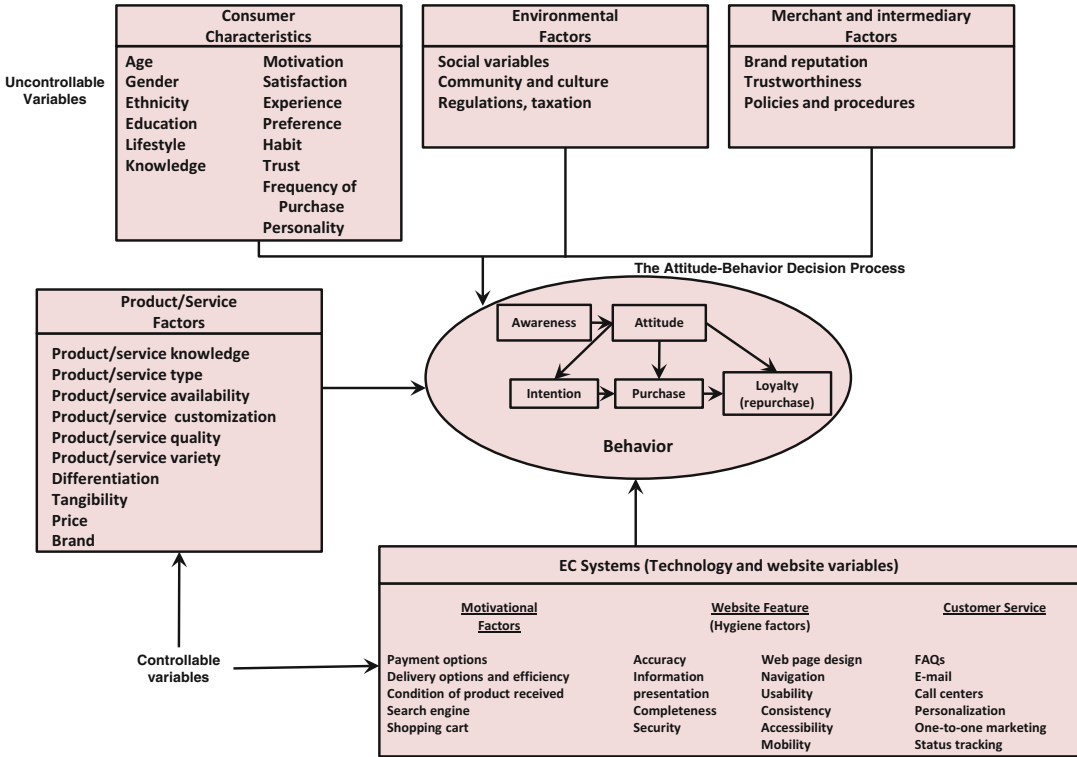 Consumer
Characteristics
Age
Gender
Ethnicity
Education
Lifestyle
Knowledge
Motivation
Satisfaction
Experience
Preference
Habit
Trust
Frequency of
Purchase
Personality
Environmental
Factors
Social variables
Community and culture
Regulations, taxation
Merchant and intermediary
Factors
Brand reputation
Trustworthiness
Policies and procedures
Uncontrollable
Variables
The Attitude-Behavior Decision Process
Product/Service
Factors
Product/service knowledge
Product/service type
Product/service availability
Product/service customization
Product/service quality
Product/service variety
Differentiation
Tangibility
Price
Brand
Awareness
Attitude
Intention
Purchase
Loyalty
(repurchase)
Behavior
Controllable
variables
EC Systems (Technology and website variables)
Motivational
Factors
Payment options
Delivery options and efficiency
Condition of product received
Search engine
Shopping cart
Website Feature
(Hygiene factors)
Accuracy
Information
presentation
Completeness
Security
Web page design
Navigation
Usability
Consistency
Accessibility
Mobility
Customer Service
FAQs
E-mail
Call centers
Personalization
One-to-one marketing
Status tracking